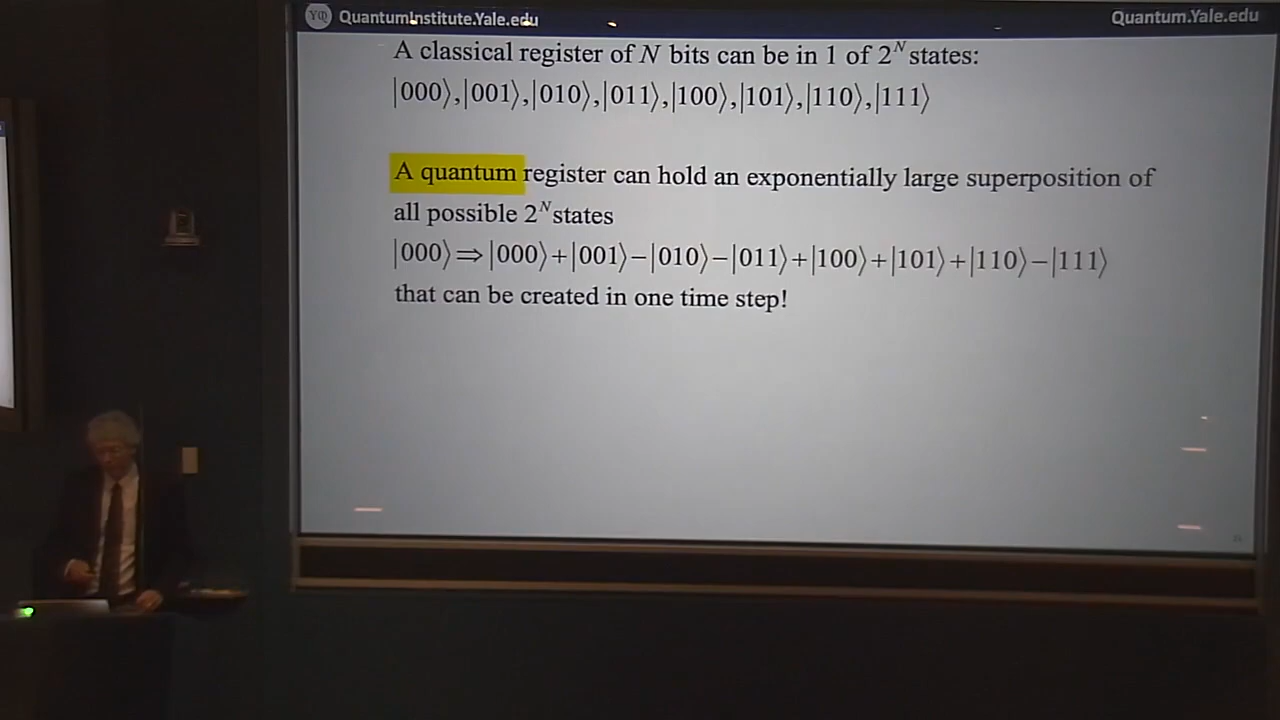 YQ QuantumInstitute.Yale.edu Quantum.Yale.edu
A classical register of N bits can be in 1 of 2^N states:
|000⟩,|001⟩,|010⟩,|011⟩,|100⟩,|101⟩,|110⟩,|111⟩
A quantum register can hold an exponentially large superposition of
all possible 2^N states
|000⟩⇒|000⟩+|001⟩−|010⟩−|011⟩+|100⟩+|101⟩+|110⟩−|111⟩
that can be created in one time step!